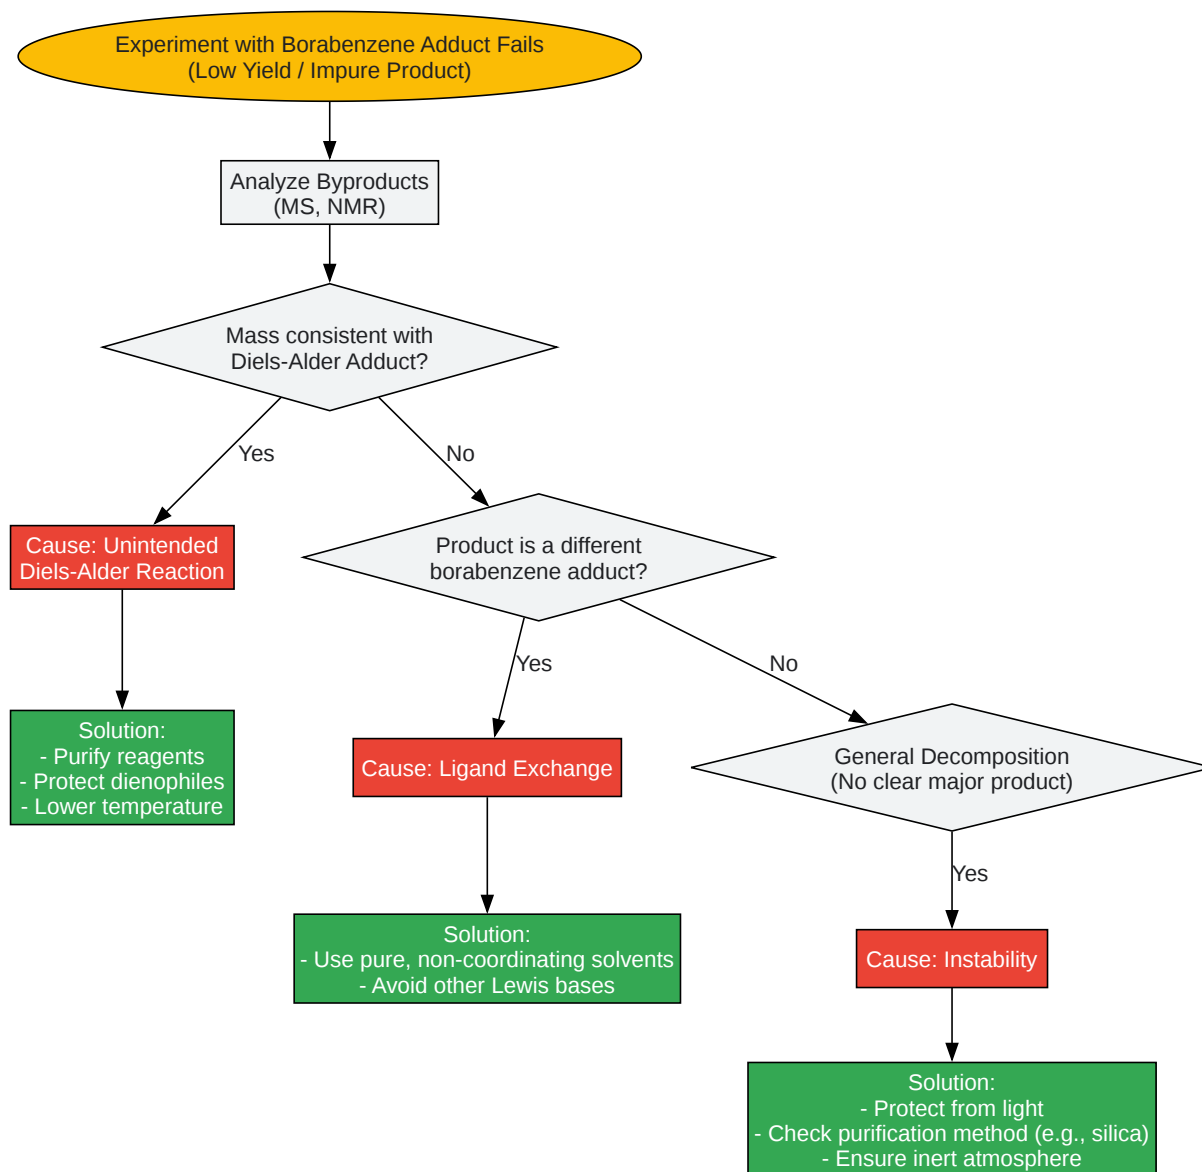 Experiment with Borabenzene Adduct Fails
(Low Yield / Impure Product)
Analyze Byproducts
(MS, NMR)
Mass consistent with
Diels-Alder Adduct?
Yes
No
Cause: Unintended
Diels-Alder Reaction
Product is a different
borabenzene adduct?
Yes
No
Solution:
- Purify reagents
- Protect dienophiles
- Lower temperature
Cause: Ligand Exchange
General Decomposition
(No clear major product)
Yes
Solution:
- Use pure, non-coordinating solvents
- Avoid other Lewis bases
Cause: Instability
Solution:
- Protect from light
- Check purification method (e.g., silica)
- Ensure inert atmosphere